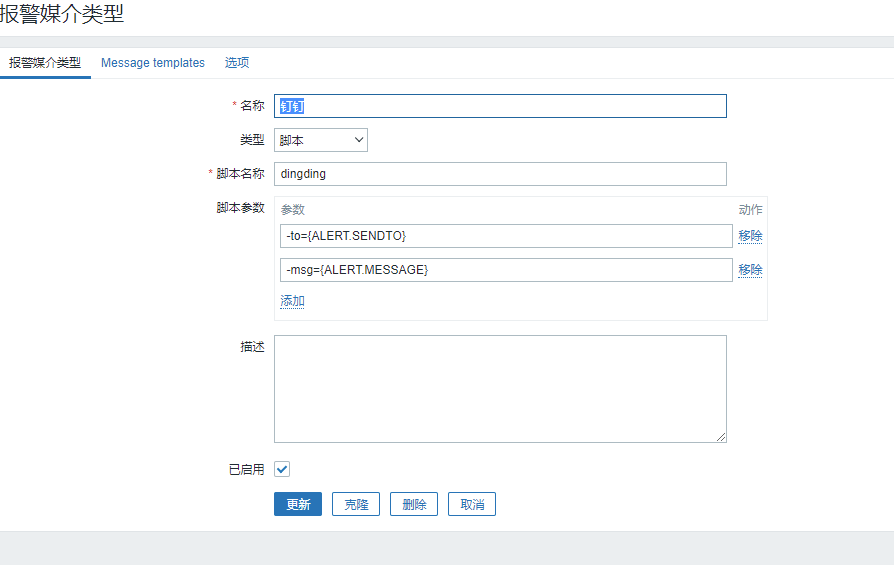 报警媒介类型
报警媒介类型 Message templates 选项
* 名称 钉钉
类型 脚本
* 脚本名称 dingding
脚本参数 参数 动作
-to={ALERT.SENDTO} 移除
-msg={ALERT.MESSAGE} 移除
添加
描述
已启用
更新 克隆 删除 取消